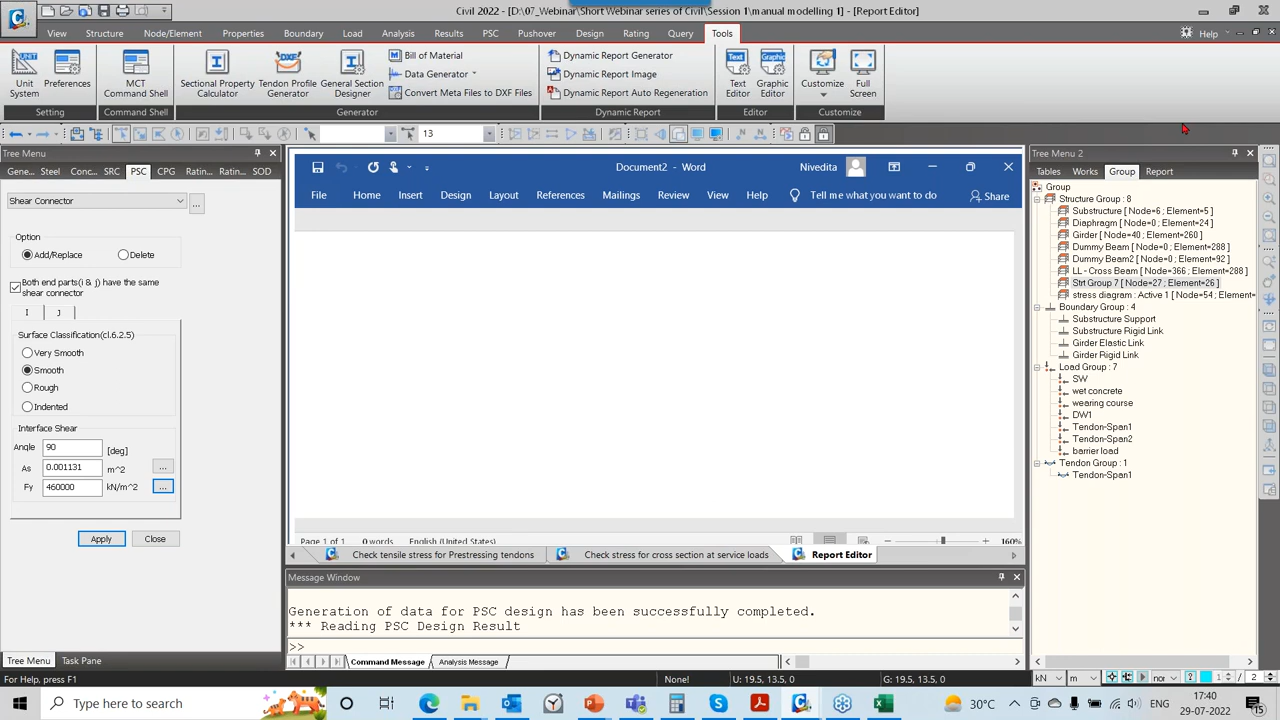 Civil 2022 - [D:\07_Webinar\Short Webinar series of Civil\Session 1\manual modelling 1] - [Report Editor]
View Structure Node/Element Properties Boundary Load Analysis Results PSC Pushover Design Rating Query Tools Help
Unit System Preferences MCT Command Shell Sectional Property Calculator Tendon Profile Generator General Section Designer Bill of Material Data Generator Convert Meta Files to DXF Files Dynamic Report Generator Dynamic Report Image Dynamic Report Auto Regeneration Text Editor Graphic Editor Customize Full Screen
Setting Command Shell Generator Dynamic Report Editor Customize
13
Tree Menu
Gene... Steel Conc... SRC PSC CPG Ratin... Ratin... SOD
Shear Connector
...
Option
Add/Replace Delete
Both end parts(i & j) have the same
shear connector
I j
Surface Classification(cl.6.2.5)
Very Smooth
Smooth
Rough
Indented
Interface Shear
Angle 90 [deg]
As 0.001131 m^2 ...
Fy 460000 kN/m^2 ...
Apply Close
Tree Menu Task Pane
Document2 - Word Nivedita
File Home Insert Design Layout References Mailings Review View Help Tell me what you want to do Share
Page 1 of 1 0 words English (United States) 160%
Check tensile stress for Prestressing tendons Check stress for cross section at service loads Report Editor
Message Window
Generation of data for PSC design has been successfully completed.
*** Reading PSC Design Result
>>
Command Message Analysis Message
Tree Menu 2
Tables Works Group Report
Group
Structure Group : 8
Substructure [ Node=6 ; Element=5 ]
Diaphragm [ Node=0 ; Element=24 ]
Girder [ Node=40 ; Element=260 ]
Dummy Beam [ Node=0 ; Element=288 ]
Dummy Beam2 [ Node=0 ; Element=92 ]
LL - Cross Beam [ Node=366 ; Element=288 ]
Strt Group 7 [ Node=27 ; Element=26 ]
stress diagram : Active 1 [ Node=54 ; Element=
Boundary Group : 4
Substructure Support
Substructure Rigid Link
Girder Elastic Link
Girder Rigid Link
Load Group : 7
SW
wet concrete
wearing course
DW1
Tendon-Span1
Tendon-Span2
barrier load
Tendon Group : 1
Tendon-Span1
For Help, press F1 None! U: 19.5, 13.5, 0 G: 19.5, 13.5, 0 kN m nor 1 / 2
Type here to search 30°C ENG 17:40
29-07-2022 15